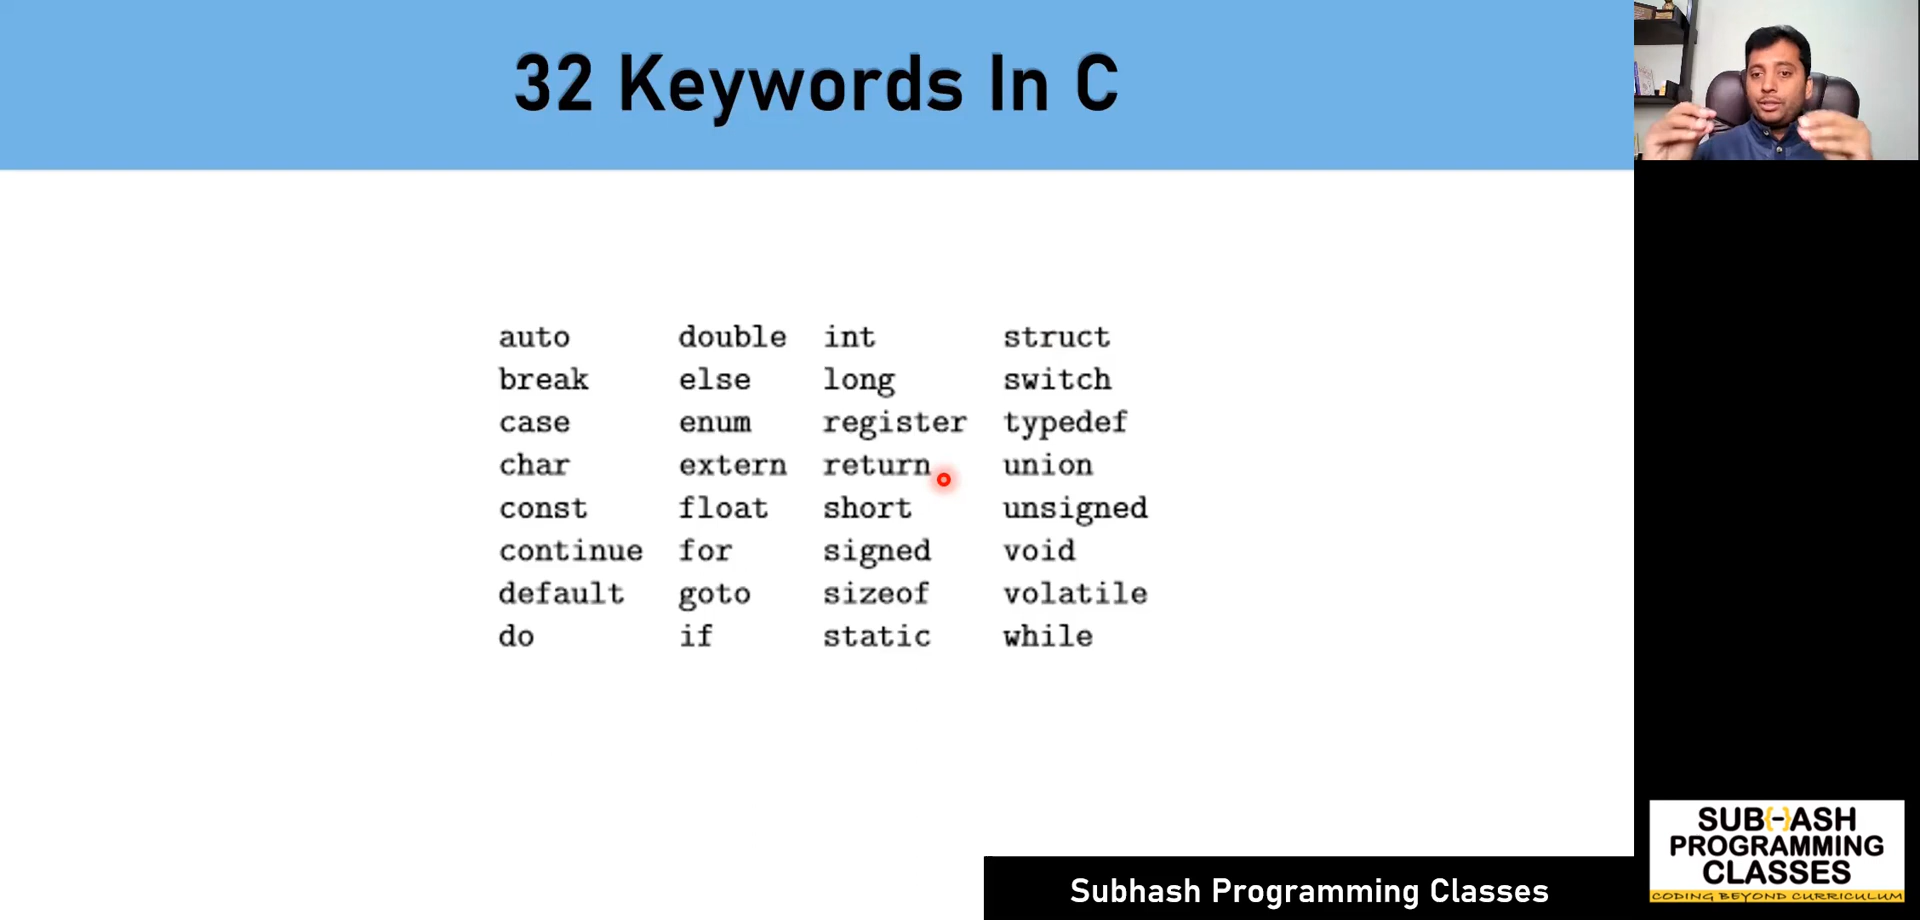 32 Keywords In C
auto double int struct
break else long switch
case enum register typedef
char extern return union
const float short unsigned
continue for signed void
default goto sizeof volatile
do if static while
Subhash Programming Classes
SUBHASH
PROGRAMMING
CLASSES
CODING BEYOND CURRICULUM